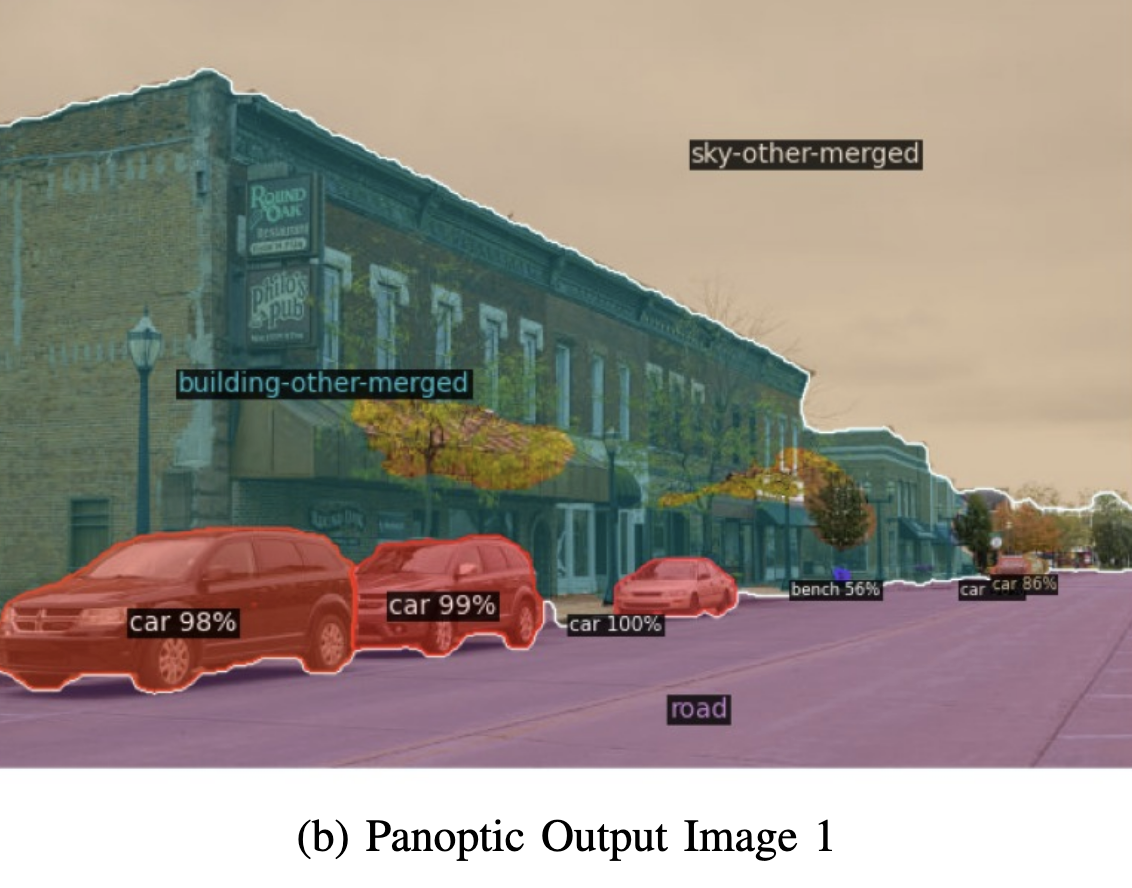 sky-other-merged
ROUND
OAK
RESTAURANT
philo's
pub
building-other-merged
bench 56%
car
car 86%
car 99%
car 98%
car 100%
road
(b) Panoptic Output Image 1